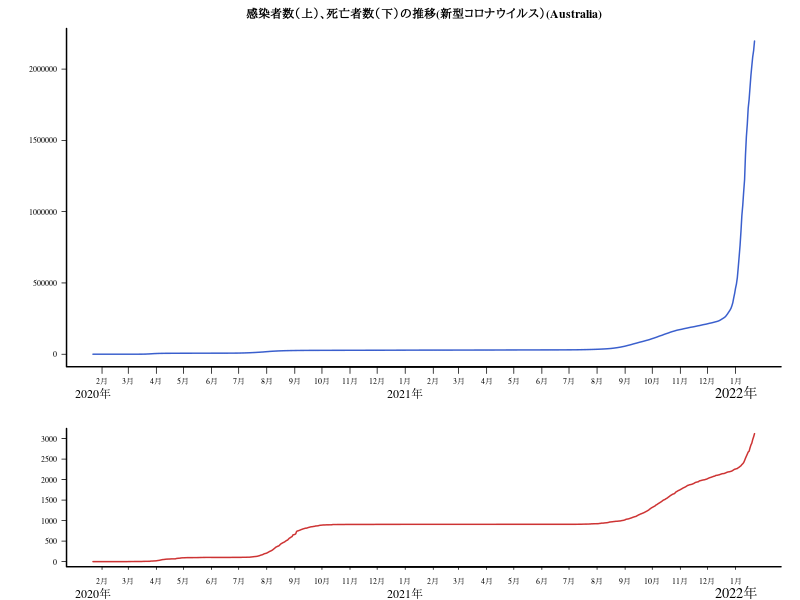 感染者数（上）、死亡者数（下）の推移(新型コロナウイルス）(Australia)
2000000
1500000
1000000
500000
0
2月 3月 4月 5月 6月 7月 8月 9月 10月 11月 12月 1月 2月 3月 4月 5月 6月 7月 8月 9月 10月 11月 12月 1月
2020年 2021年 2022年
3000
2500
2000
1500
1000
500
0
2月 3月 4月 5月 6月 7月 8月 9月 10月 11月 12月 1月 2月 3月 4月 5月 6月 7月 8月 9月 10月 11月 12月 1月
2020年 2021年 2022年